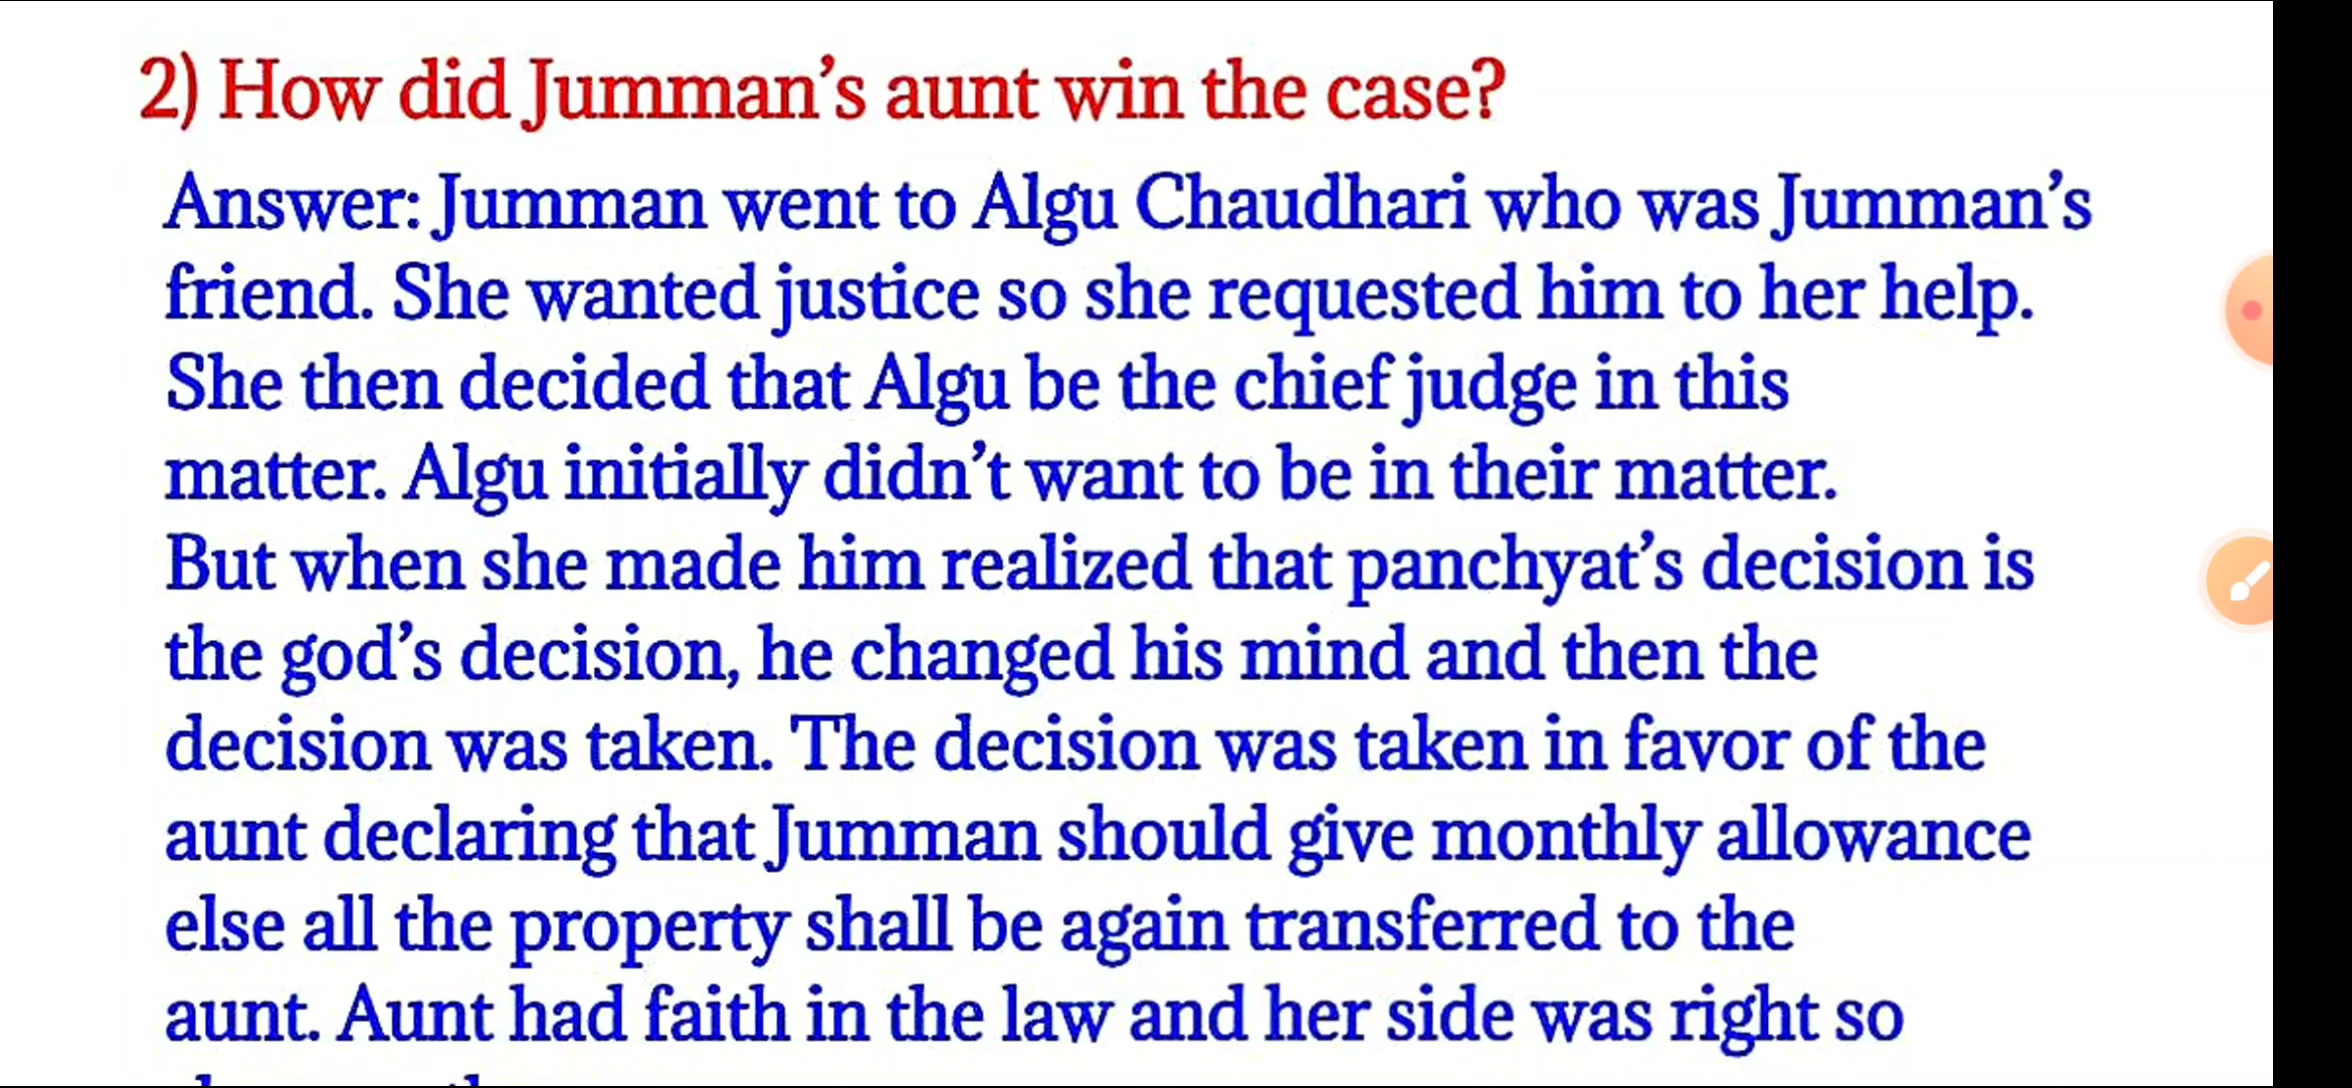 2) How did Jumman’s aunt win the case?
Answer: Jumman went to Algu Chaudhari who was Jumman’s
friend. She wanted justice so she requested him to her help.
She then decided that Algu be the chief judge in this
matter. Algu initially didn’t want to be in their matter.
But when she made him realized that panchyat’s decision is
the god’s decision, he changed his mind and then the
decision was taken. The decision was taken in favor of the
aunt declaring that Jumman should give monthly allowance
else all the property shall be again transferred to the
aunt. Aunt had faith in the law and her side was right so